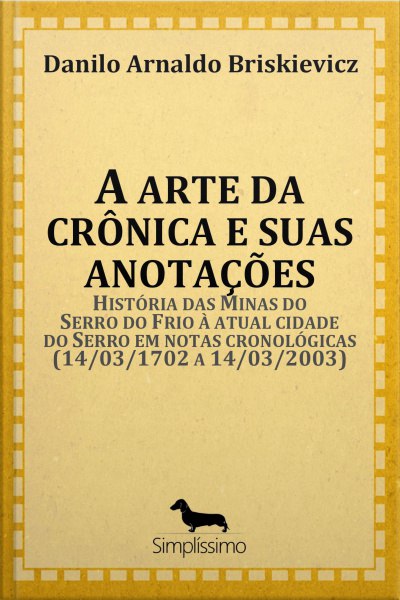 Danilo Arnaldo Briskievicz
A ARTE DA
CRÔNICA E SUAS
ANOTAÇÕES
HISTÓRIA DAS MINAS DO
SERRO DO FRIO À ATUAL CIDADE
DO SERRO EM NOTAS CRONOLÓGICAS
(14/03/1702 A 14/03/2003)
Simplíssimo